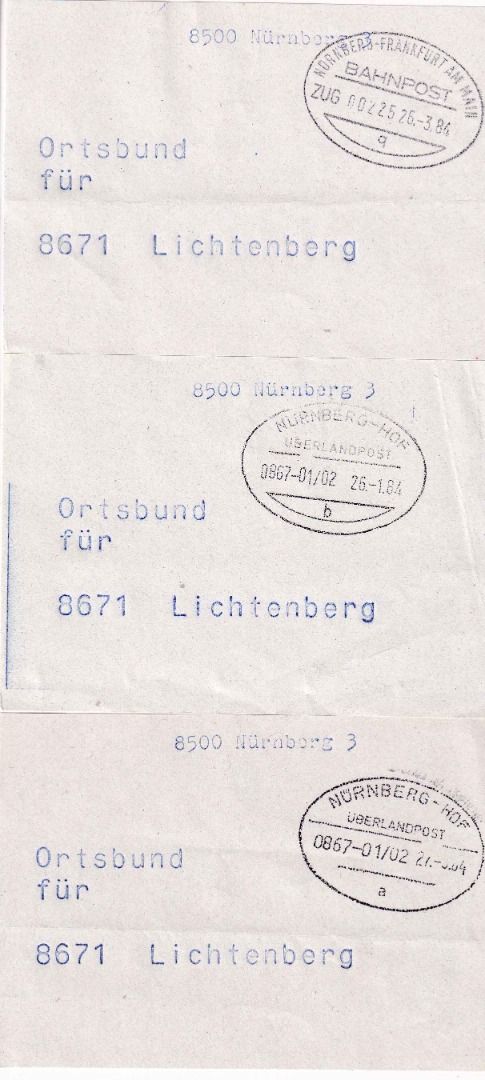 8500 Nürnberg 3
NÜRNBERG-FRANKFURT AM MAIN
BAHNPOST
ZUG 00225 26.-3.84
q
Ortsbund
für
8671 Lichtenberg
8500 Nürnberg 3
NÜRNBERG-HOF
ÜBERLANDPOST
0867-01/02 26.-1.84
b
Ortsbund
für
8671 Lichtenberg
8500 Nürnberg 3
NÜRNBERG-HOF
ÜBERLANDPOST
0867-01/02
a
Ortsbund
für
8671 Lichtenberg